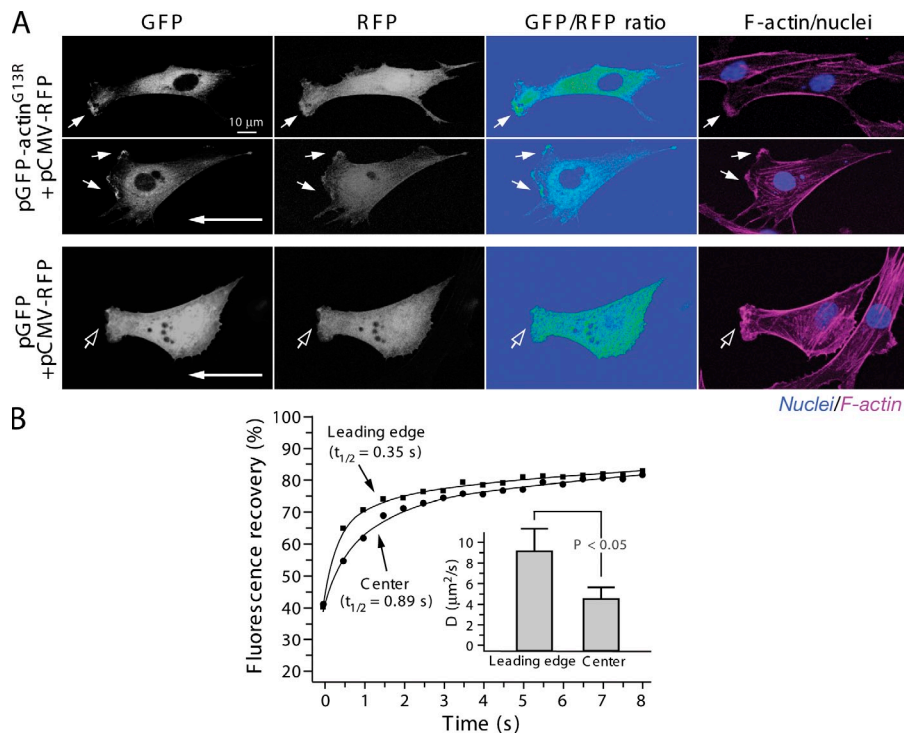 A
GFP
RFP
GFP/RFP ratio
F-actin/nuclei
pGFP-actinG13R
+ pCMV-RFP
10 μm
pGFP
+pCMV-RFP
Nuclei/F-actin
B
Fluorescence recovery (%)
100
90
80
70
60
50
40
30
20
Leading edge
(t1/2 = 0.35 s)
Center
(t1/2 = 0.89 s)
D (μm2/s)
10
8
6
4
2
0
P < 0.05
Leading edge Center
0 1 2 3 4 5 6 7 8
Time (s)